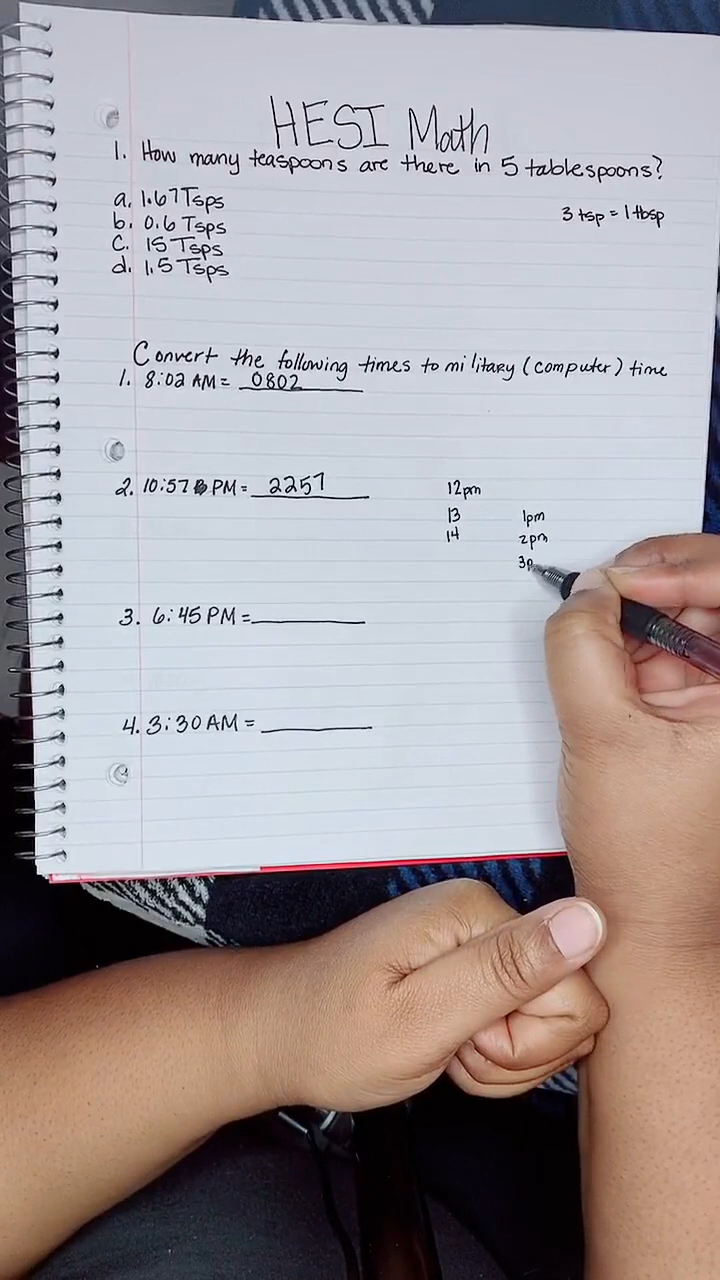 HESI Math
1. How many teaspoons are there in 5 tablespoons?
a. 1.67 Tsps
b. 0.6 Tsps
c. 15 Tsps
d. 1.5 Tsps
3 tsp = 1 tbsp
Convert the following times to military (computer) time
1. 8:02 AM = 0802
2. 10:57 PM = 2257
12pm
13 1pm
14 2pm
3p
3. 6:45 PM =
4. 3:30 AM =